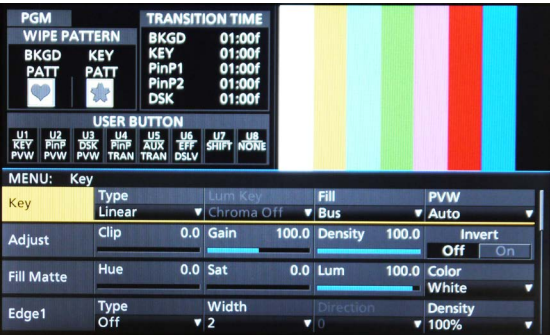 PGM
WIPE PATTERN
BKGD KEY
PATT PATT
TRANSITION TIME
BKGD 01:00f
KEY 01:00f
PinP1 01:00f
PinP2 01:00f
DSK 01:00f
USER BUTTON
U1 U2 U3 U4 U5 U6 U7 U8
KEY PinP DSK PinP AUX EFF SHIFT NONE
PVW PVW PVW TRAN TRAN DSLV
MENU: Key
Key
Type Lum Key Fill PVW
Linear Chroma Off Bus Auto
Adjust
Clip 0.0 Gain 100.0 Density 100.0 Invert
Off On
Fill Matte
Hue 0.0 Sat 0.0 Lum 100.0 Color
White
Edge1
Type Width Direction Density
Off 2 0 100%